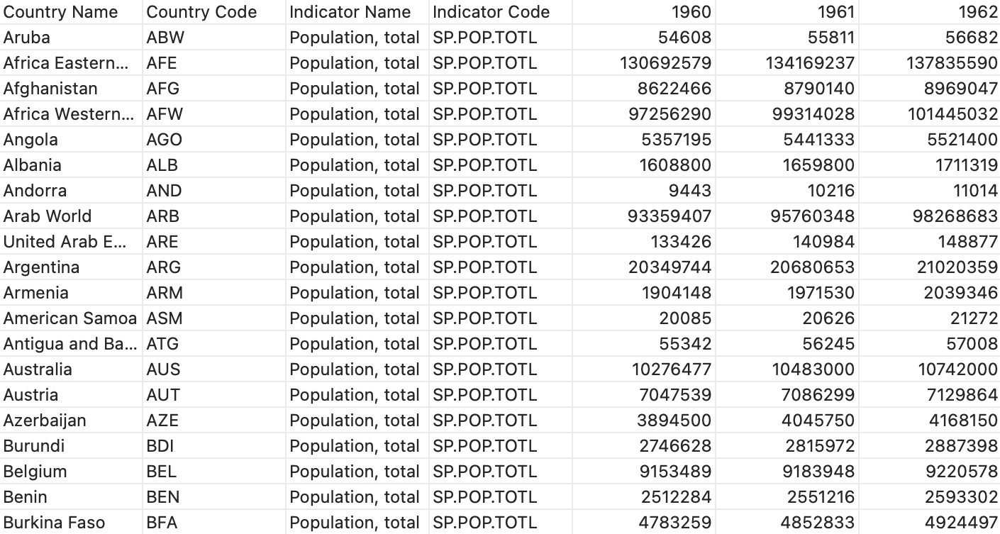 Country Name Country Code Indicator Name Indicator Code 1960 1961 1962
Aruba ABW Population, total SP.POP.TOTL 54608 55811 56682
Africa Eastern... AFE Population, total SP.POP.TOTL 130692579 134169237 137835590
Afghanistan AFG Population, total SP.POP.TOTL 8622466 8790140 8969047
Africa Western... AFW Population, total SP.POP.TOTL 97256290 99314028 101445032
Angola AGO Population, total SP.POP.TOTL 5357195 5441333 5521400
Albania ALB Population, total SP.POP.TOTL 1608800 1659800 1711319
Andorra AND Population, total SP.POP.TOTL 9443 10216 11014
Arab World ARB Population, total SP.POP.TOTL 93359407 95760348 98268683
United Arab E... ARE Population, total SP.POP.TOTL 133426 140984 148877
Argentina ARG Population, total SP.POP.TOTL 20349744 20680653 21020359
Armenia ARM Population, total SP.POP.TOTL 1904148 1971530 2039346
American Samoa ASM Population, total SP.POP.TOTL 20085 20626 21272
Antigua and Ba... ATG Population, total SP.POP.TOTL 55342 56245 57008
Australia AUS Population, total SP.POP.TOTL 10276477 10483000 10742000
Austria AUT Population, total SP.POP.TOTL 7047539 7086299 7129864
Azerbaijan AZE Population, total SP.POP.TOTL 3894500 4045750 4168150
Burundi BDI Population, total SP.POP.TOTL 2746628 2815972 2887398
Belgium BEL Population, total SP.POP.TOTL 9153489 9183948 9220578
Benin BEN Population, total SP.POP.TOTL 2512284 2551216 2593302
Burkina Faso BFA Population, total SP.POP.TOTL 4783259 4852833 4924497